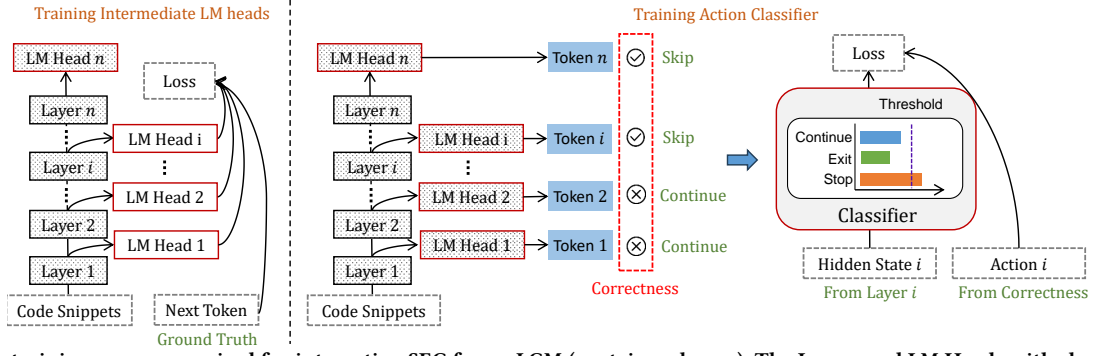 Training Intermediate LM heads
LM Head n
Loss
Layer n
LM Head i
Layer i
LM Head 2
Layer 2
LM Head 1
Layer 1
Code Snippets
Next Token
Ground Truth
Training Action Classifier
LM Head n
Token n
Skip
Layer n
LM Head i
Token i
Skip
Layer i
LM Head 2
Token 2
Continue
Layer 2
LM Head 1
Token 1
Continue
Layer 1
Code Snippets
Correctness
Loss
Threshold
Continue
Exit
Stop
Classifier
Hidden State i
Action i
From Layer i
From Correctness